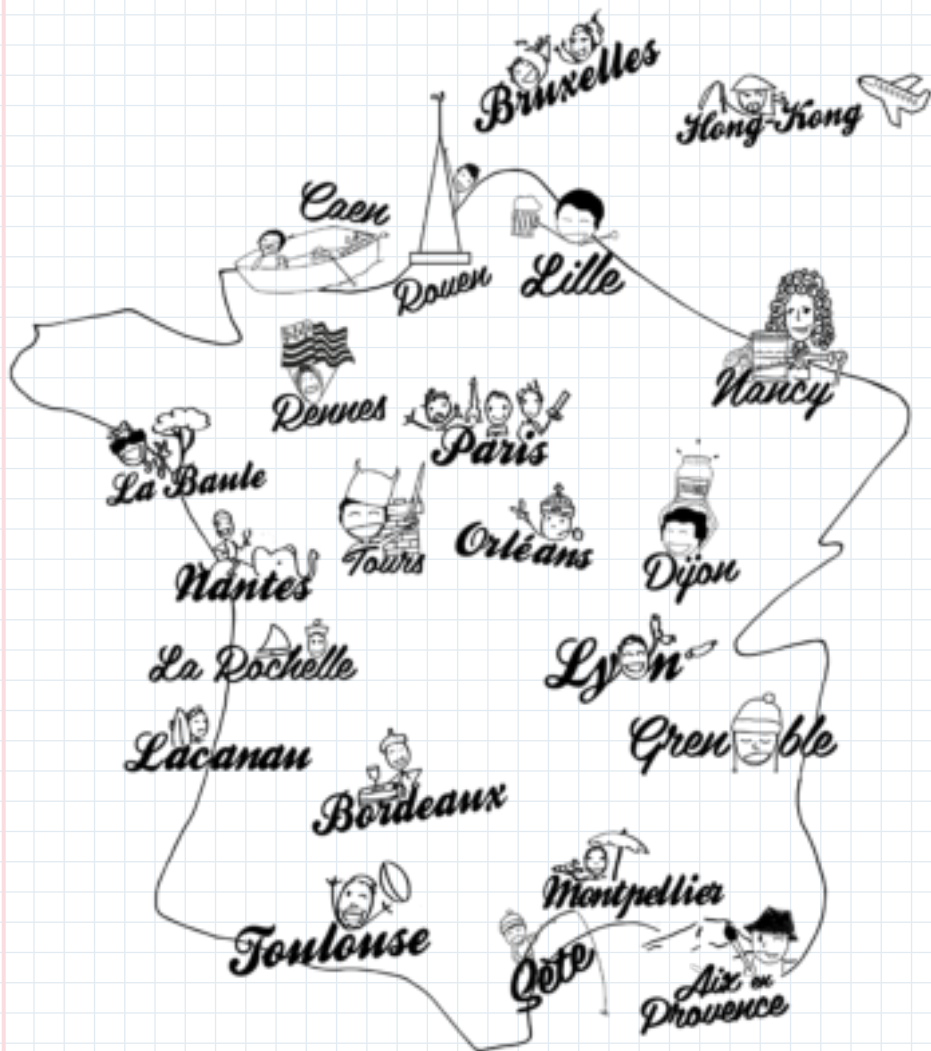 Bruxelles
Hong-Kong
Caen
Rouen
Lille
Nancy
Rennes
Paris
La Baule
Tours
Orléans
Dijon
Nantes
La Rochelle
Lyon
Lacanau
Grenoble
Bordeaux
Montpellier
Toulouse
Sète
Aix en
Provence